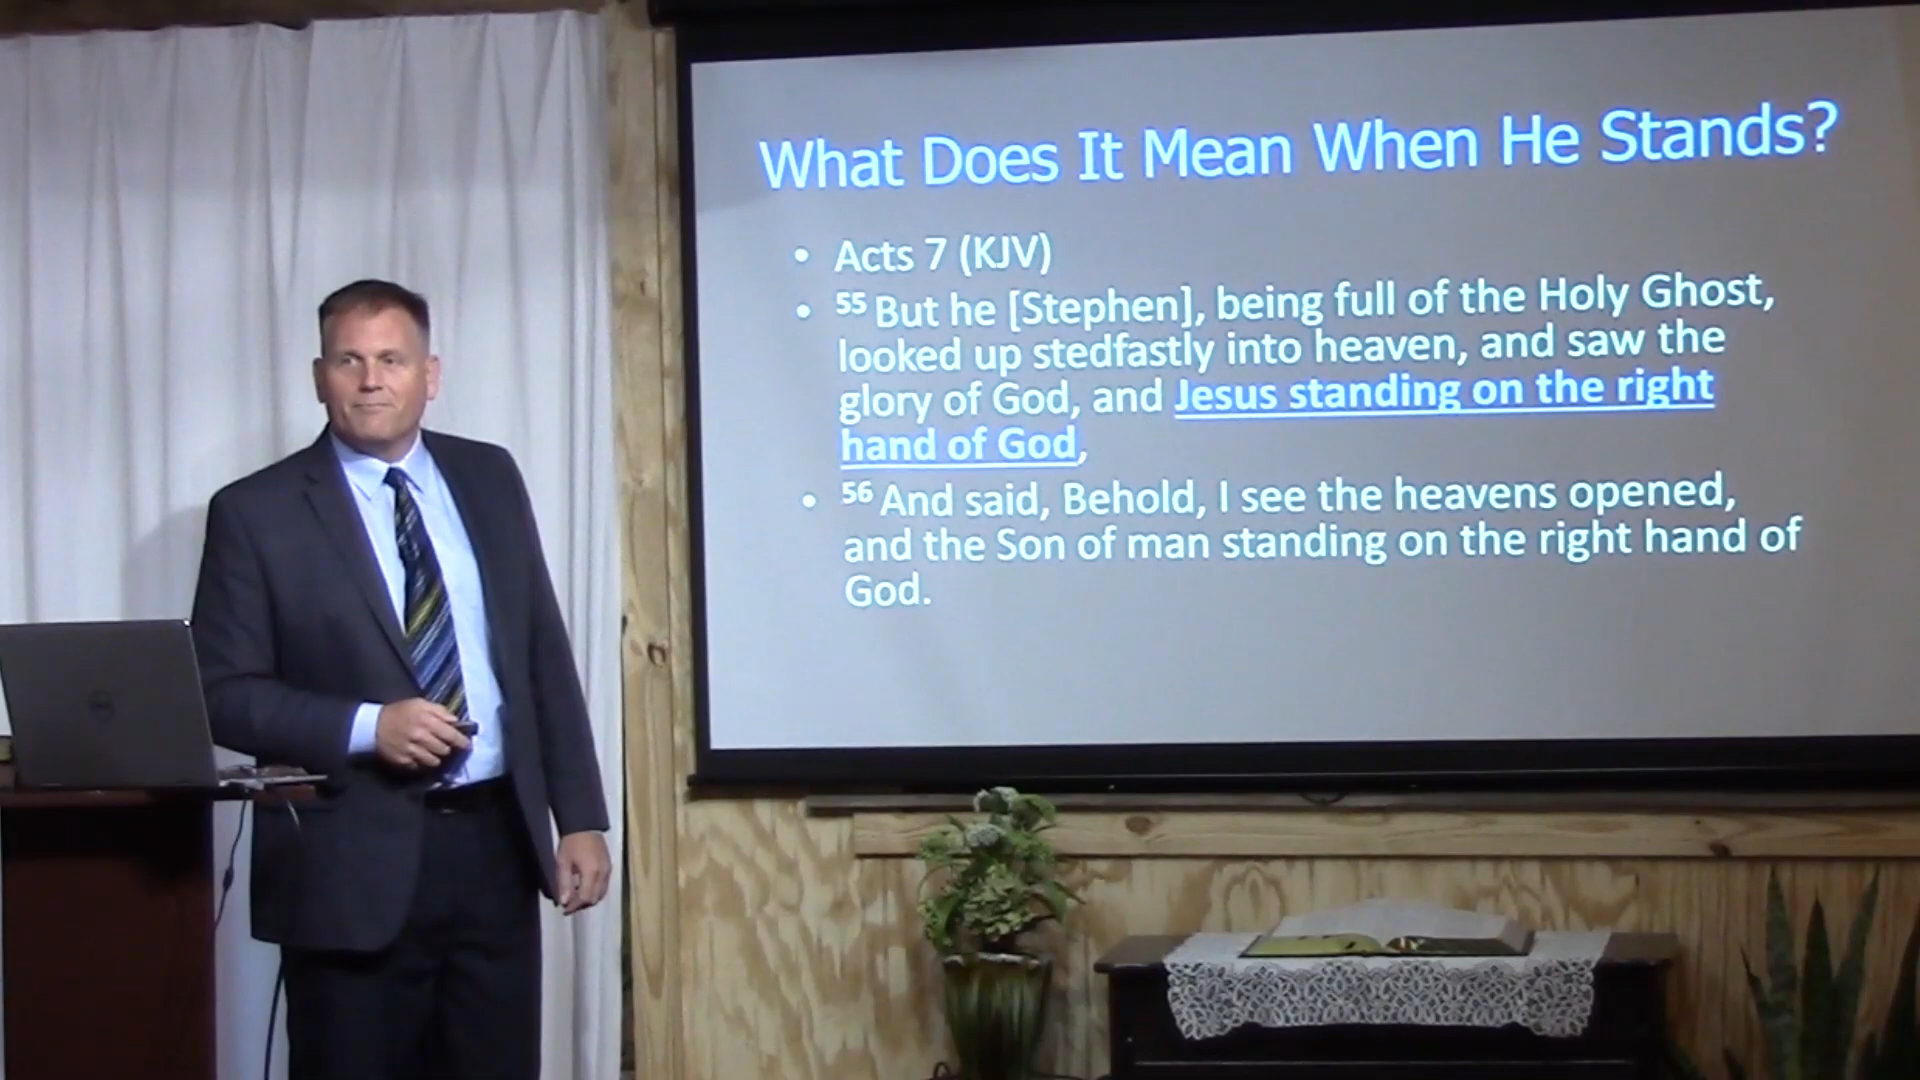 What Does It Mean When He Stands?
• Acts 7 (KJV)
• 55 But he [Stephen], being full of the Holy Ghost,
looked up stedfastly into heaven, and saw the
glory of God, and Jesus standing on the right
hand of God,
• 56 And said, Behold, I see the heavens opened,
and the Son of man standing on the right hand of
God.